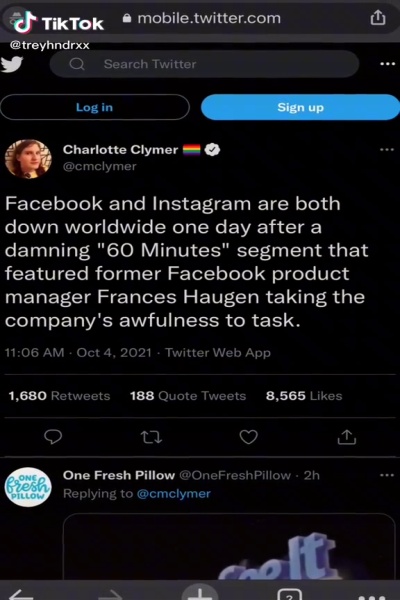 TikTok
@treyhndrxx
mobile.twitter.com
Search Twitter
Log in
Sign up
Charlotte Clymer
@cmclymer
Facebook and Instagram are both
down worldwide one day after a
damning "60 Minutes" segment that
featured former Facebook product
manager Frances Haugen taking the
company's awfulness to task.
11:06 AM · Oct 4, 2021 · Twitter Web App
1,680 Retweets 188 Quote Tweets 8,565 Likes
ONE
fresh
PILLOW
One Fresh Pillow @OneFreshPillow · 2h
Replying to @cmclymer